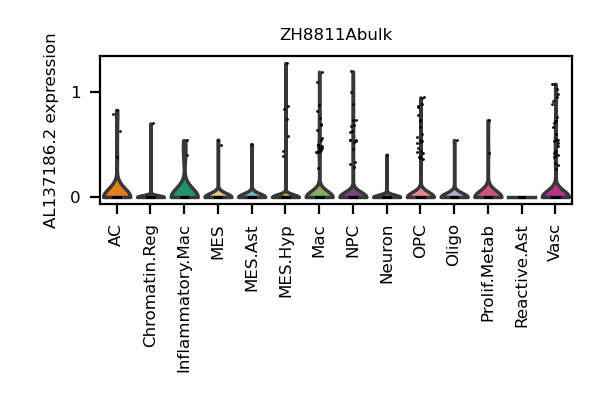 ZH8811Abulk
AL137186.2 expression
1
0
AC
Chromatin.Reg
Inflammatory.Mac
MES
MES.Ast
MES.Hyp
Mac
NPC
Neuron
OPC
Oligo
Prolif.Metab
Reactive.Ast
Vasc